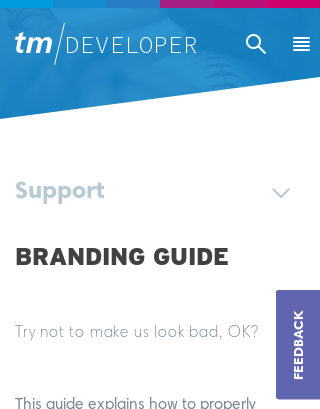 tm/DEVELOPER
Support
BRANDING GUIDE
Try not to make us look bad, OK?
FEEDBACK
This guide explains how to properly